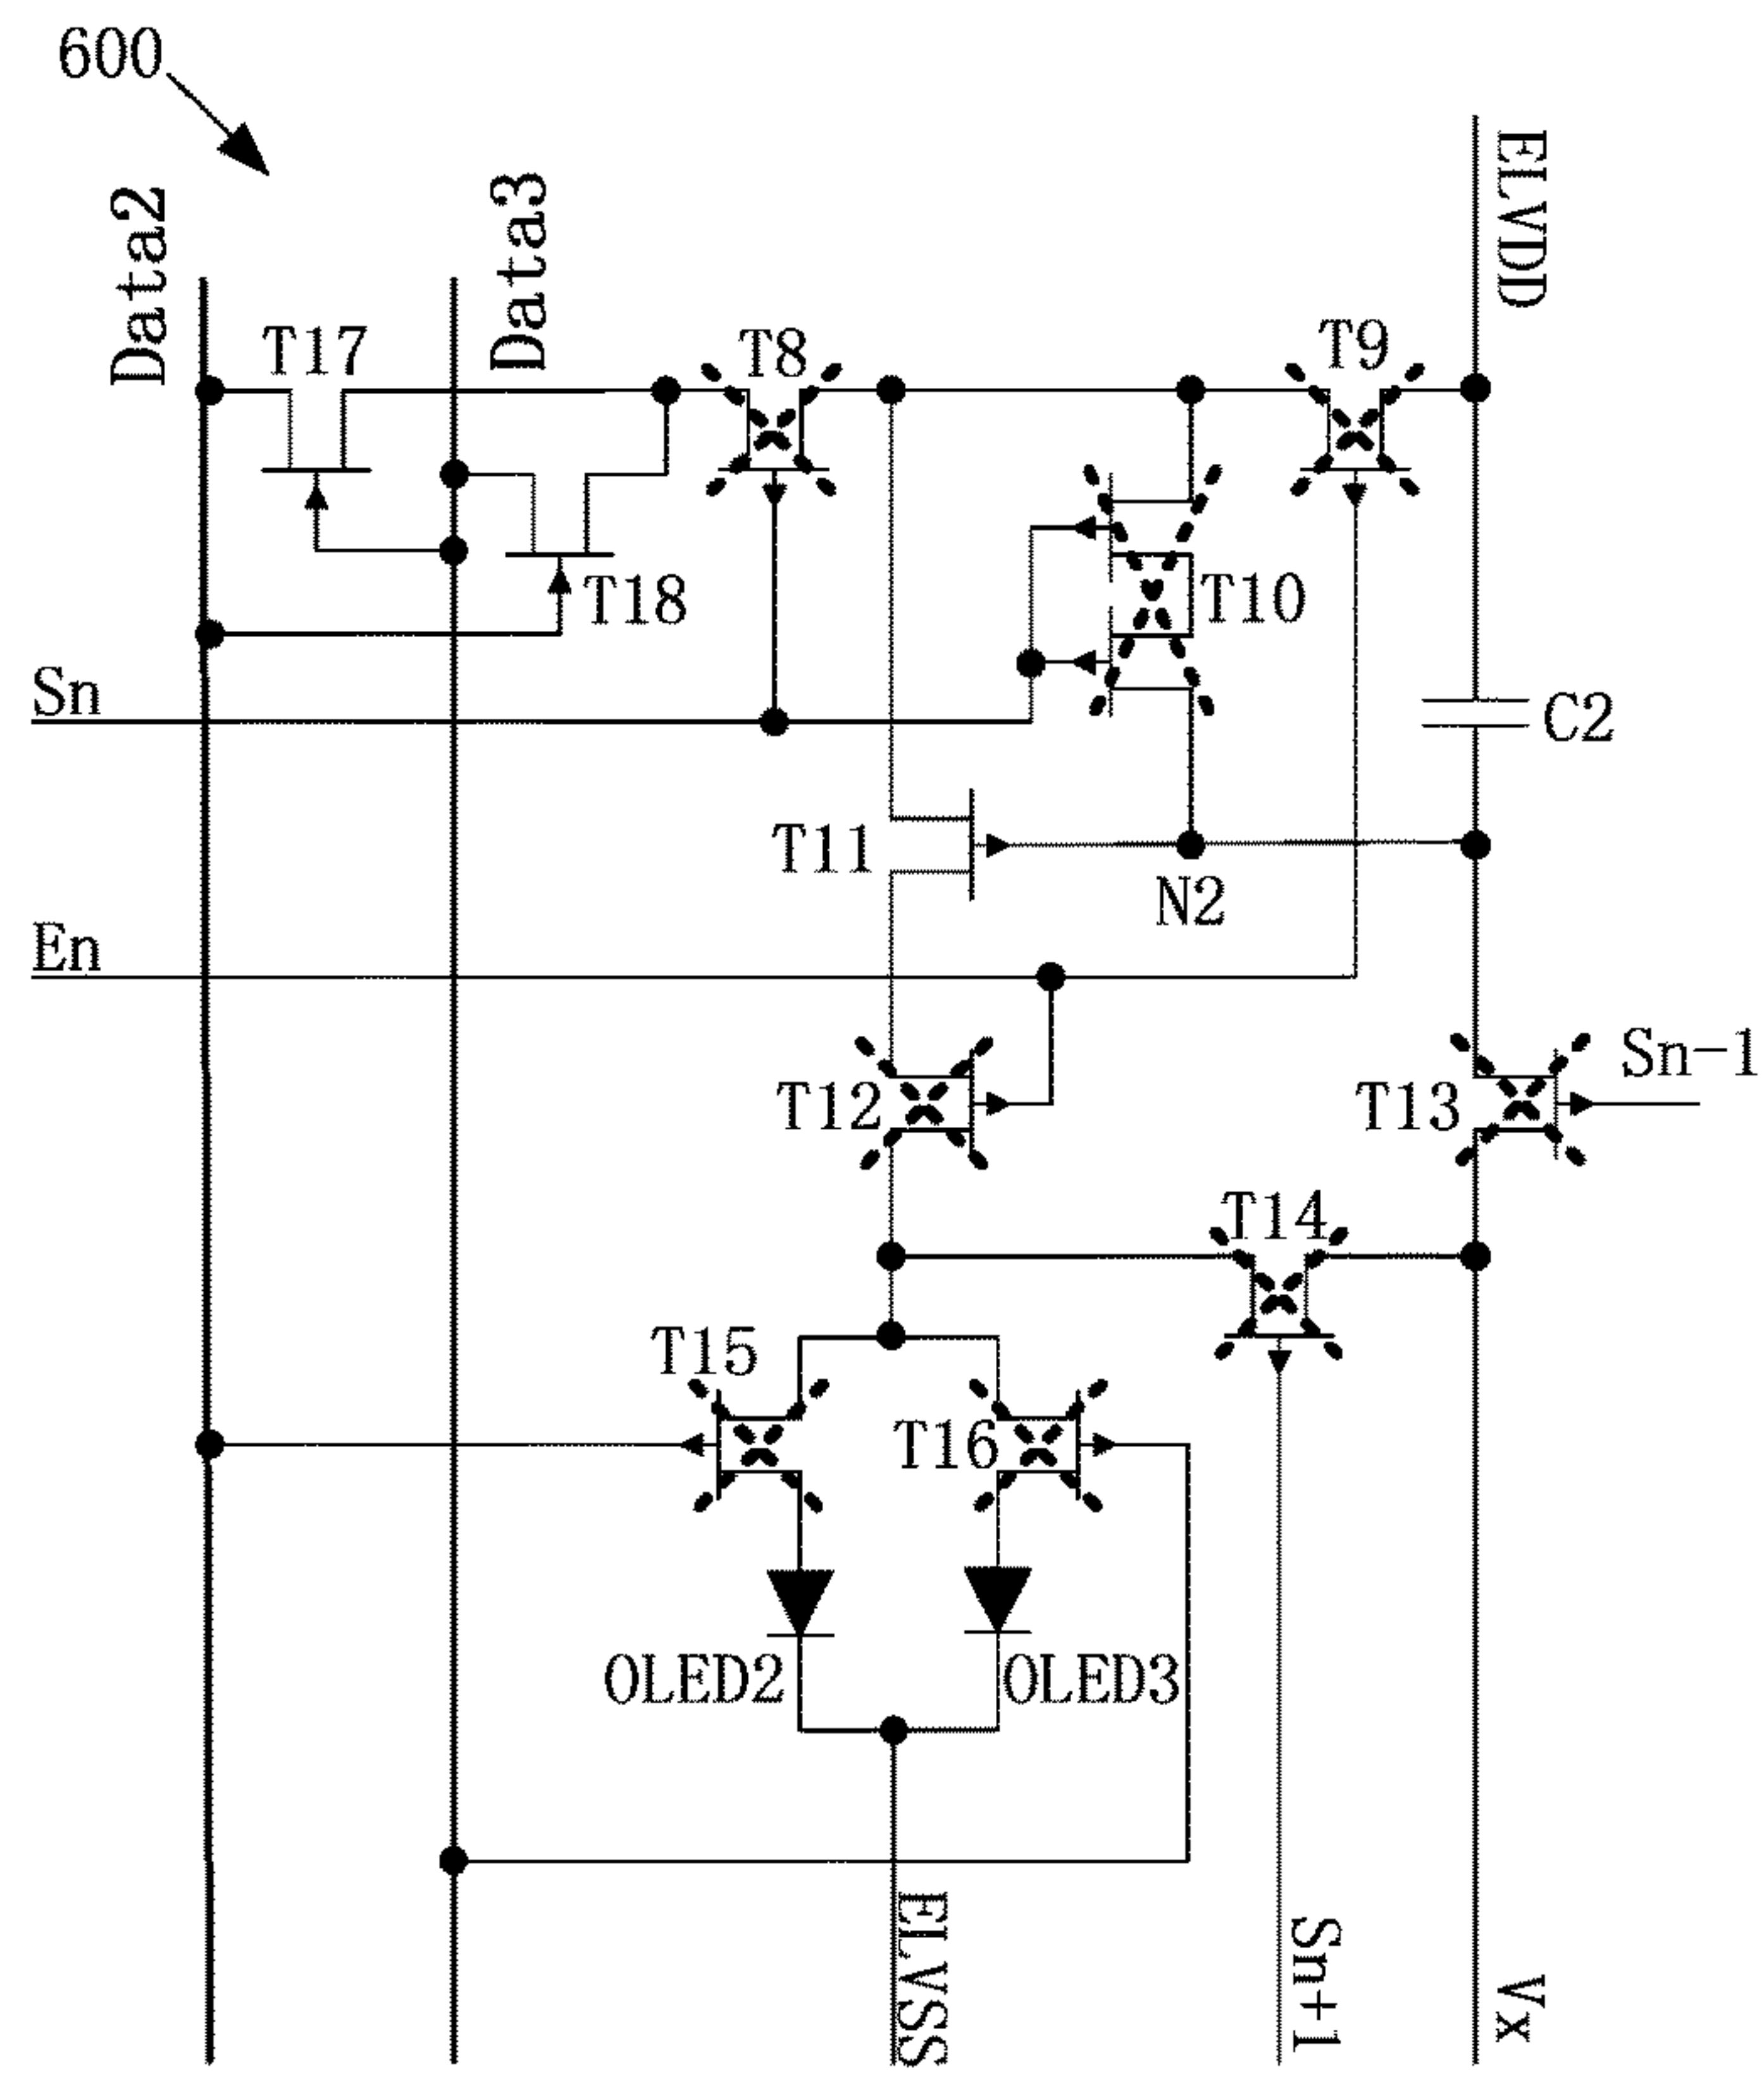 600
Data2
Data3
ELVDD
T17
T8
T9
T18
T10
Sn
C2
T11
N2
En
T12
T13
Sn-1
T14
T15
T16
OLED2
OLED3
ELVSS
Sn+1
Vx